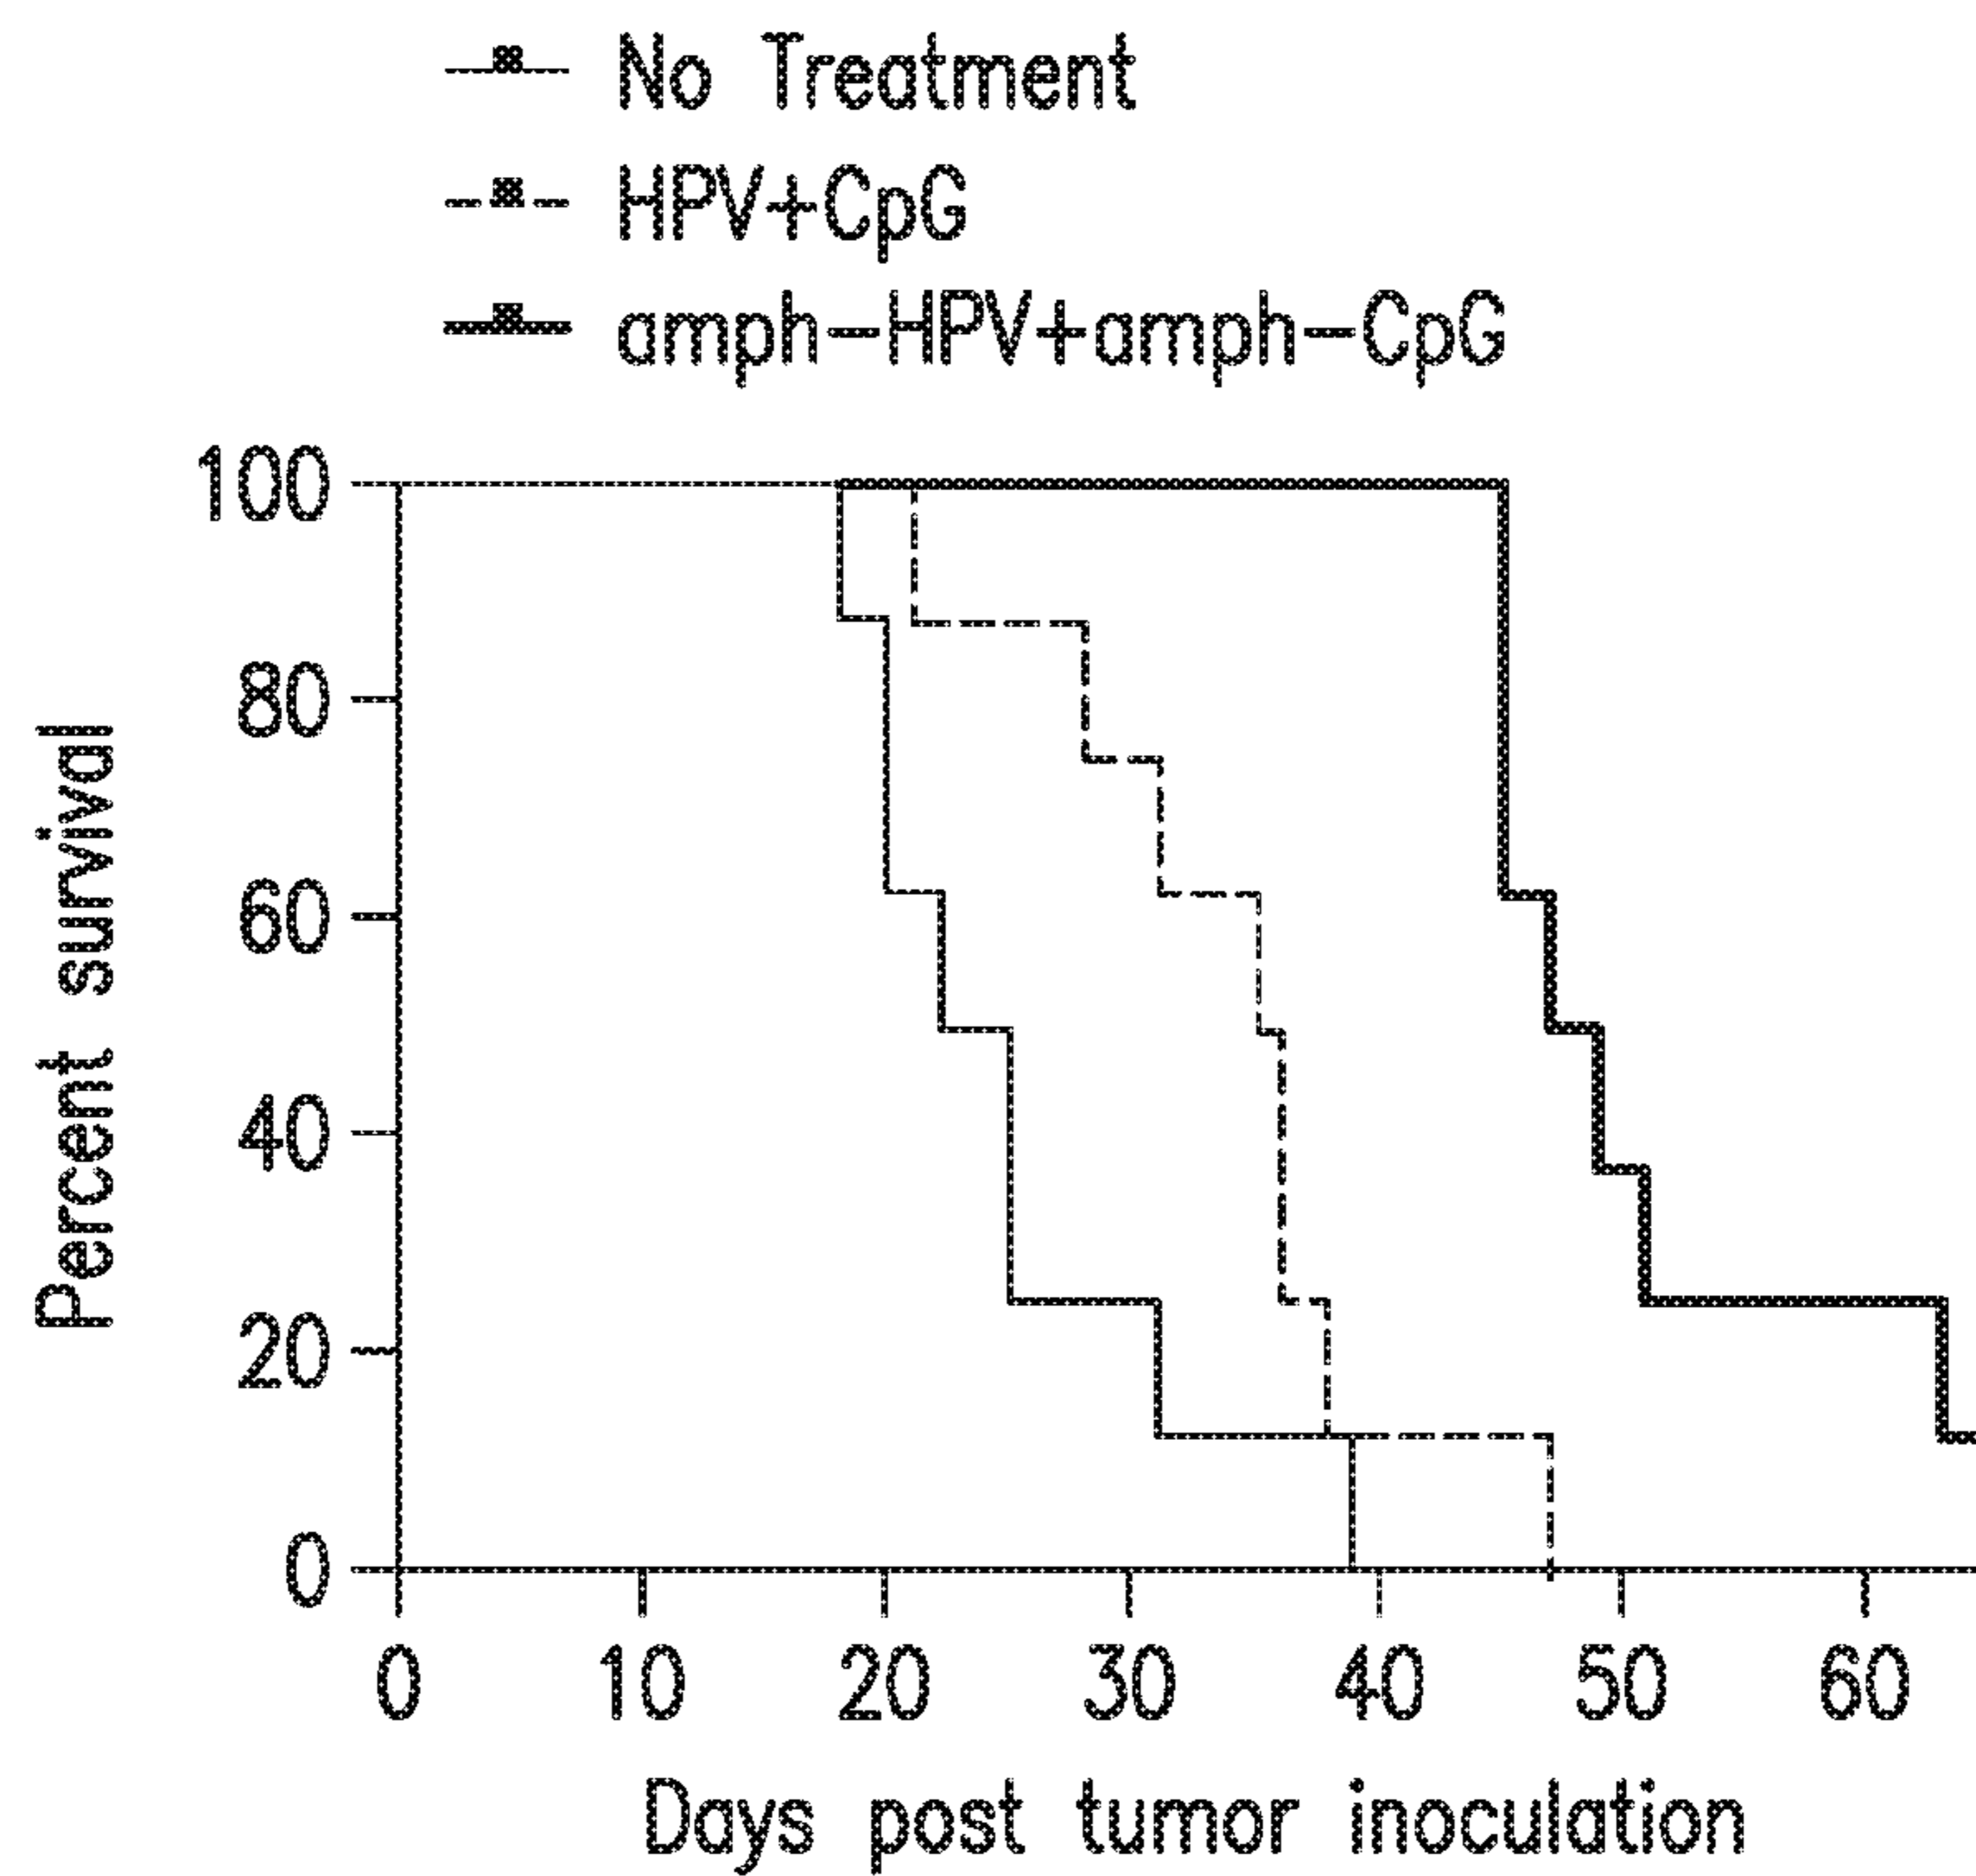 No Treatment
HPV+CpG
amph-HPV+amph-CpG
100
80
60
40
20
0
Percent survival
0 10 20 30 40 50 60
Days post tumor inoculation